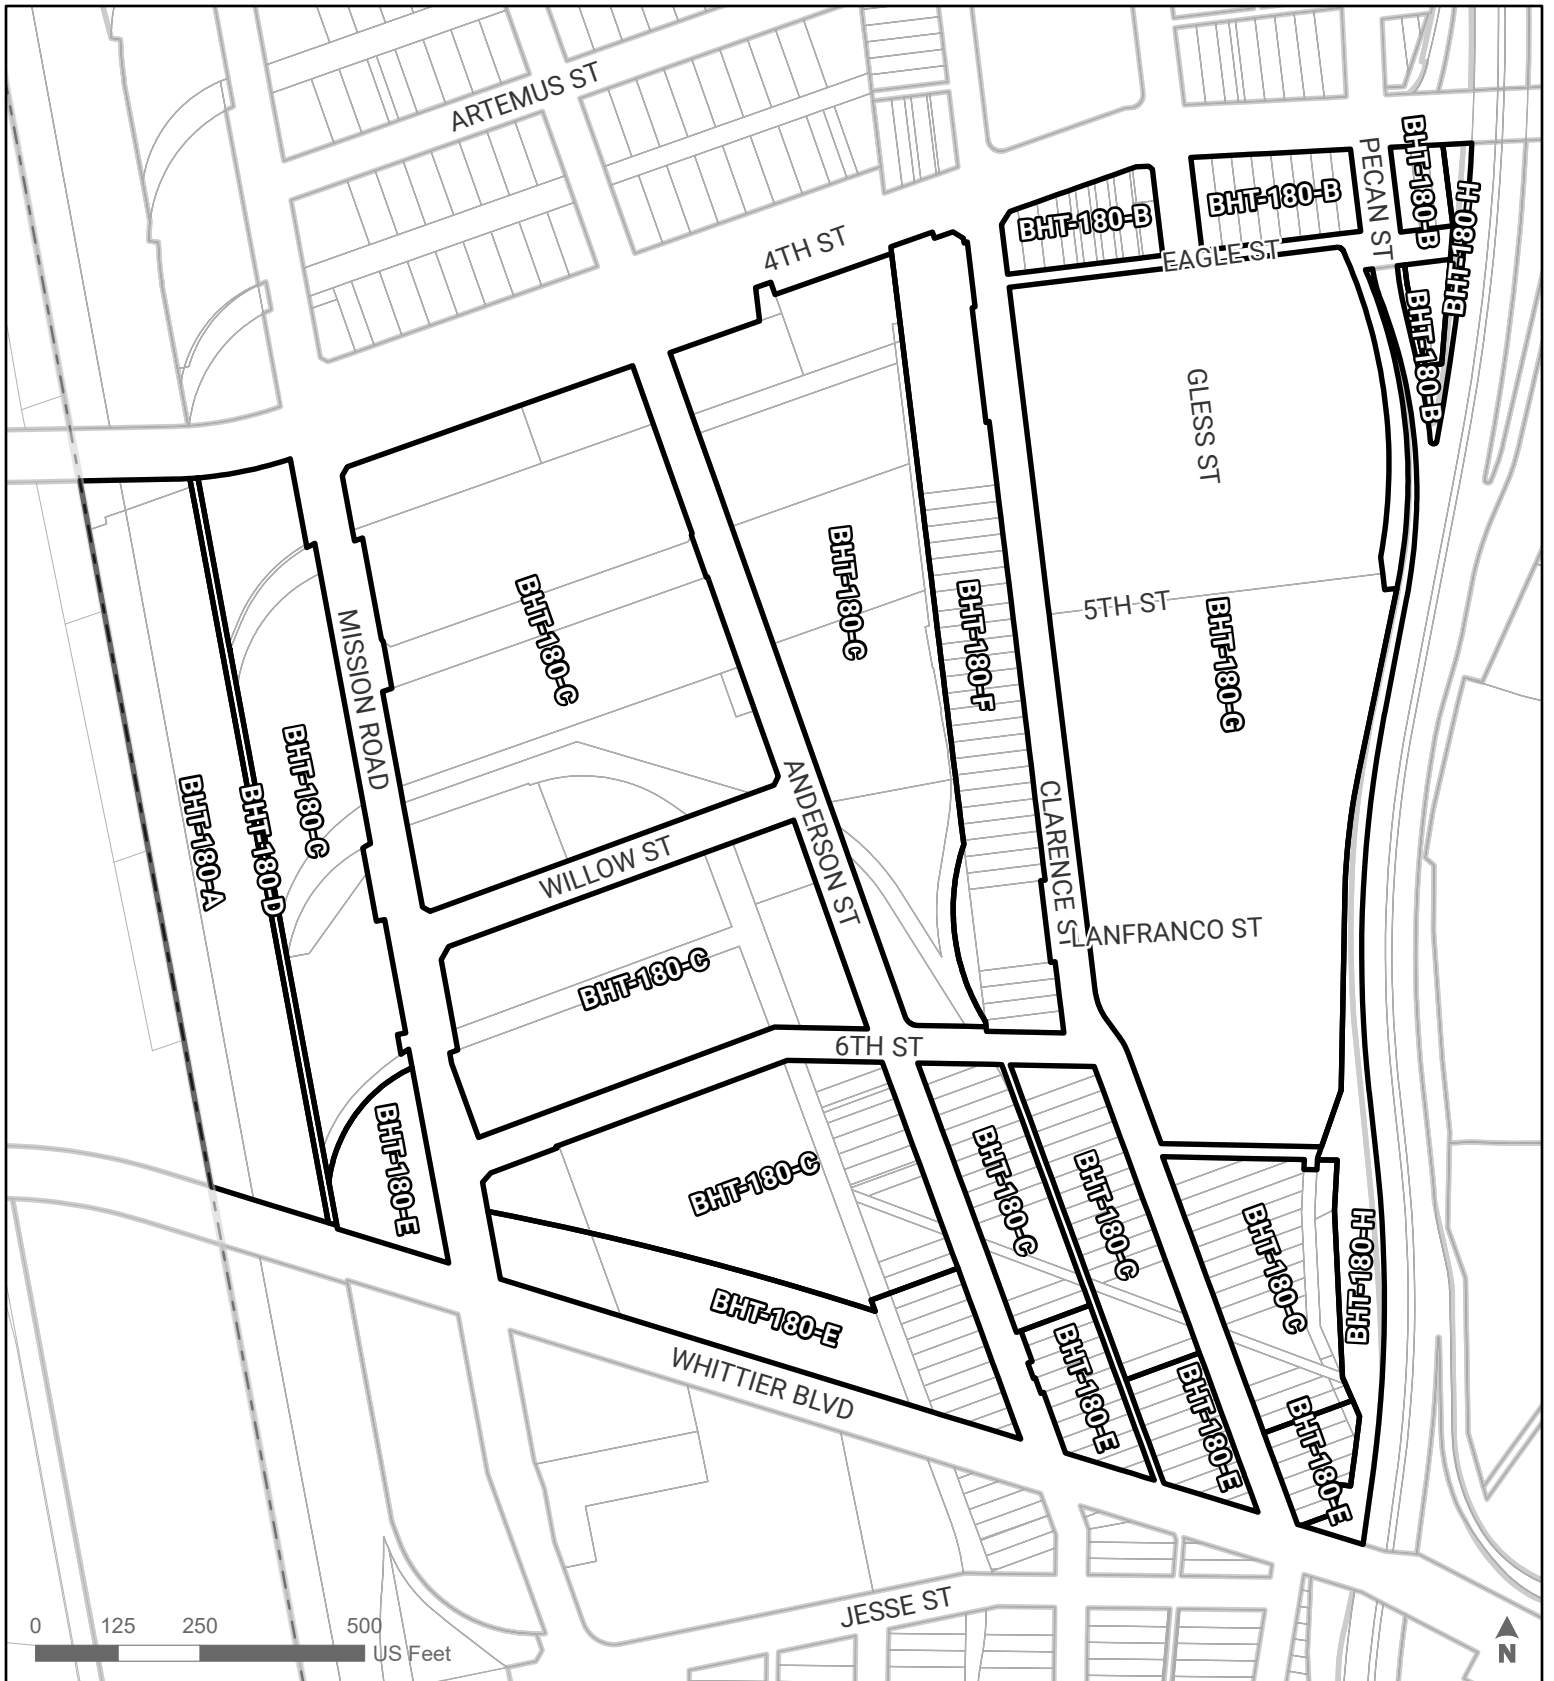 ARTEMUS ST
4TH ST
PECAN ST
BHT-180-B
BHT-180-B
BHT-180-B
BHT-180-H
EAGLE ST
BHT-180-B
GLESS ST
BHT-180-C
BHT-180-C
BHT-180-F
5TH ST
BHT-180-G
MISSION ROAD
BHT-180-A
BHT-180-D
BHT-180-C
ANDERSON ST
CLARENCE ST
WILLOW ST
LANFRANCO ST
BHT-180-C
6TH ST
BHT-180-E
BHT-180-C
BHT-180-C
BHT-180-C
BHT-180-C
BHT-180-H
BHT-180-E
BHT-180-E
BHT-180-E
BHT-180-E
WHITTIER BLVD
JESSE ST
0 125 250 500
US Feet
N